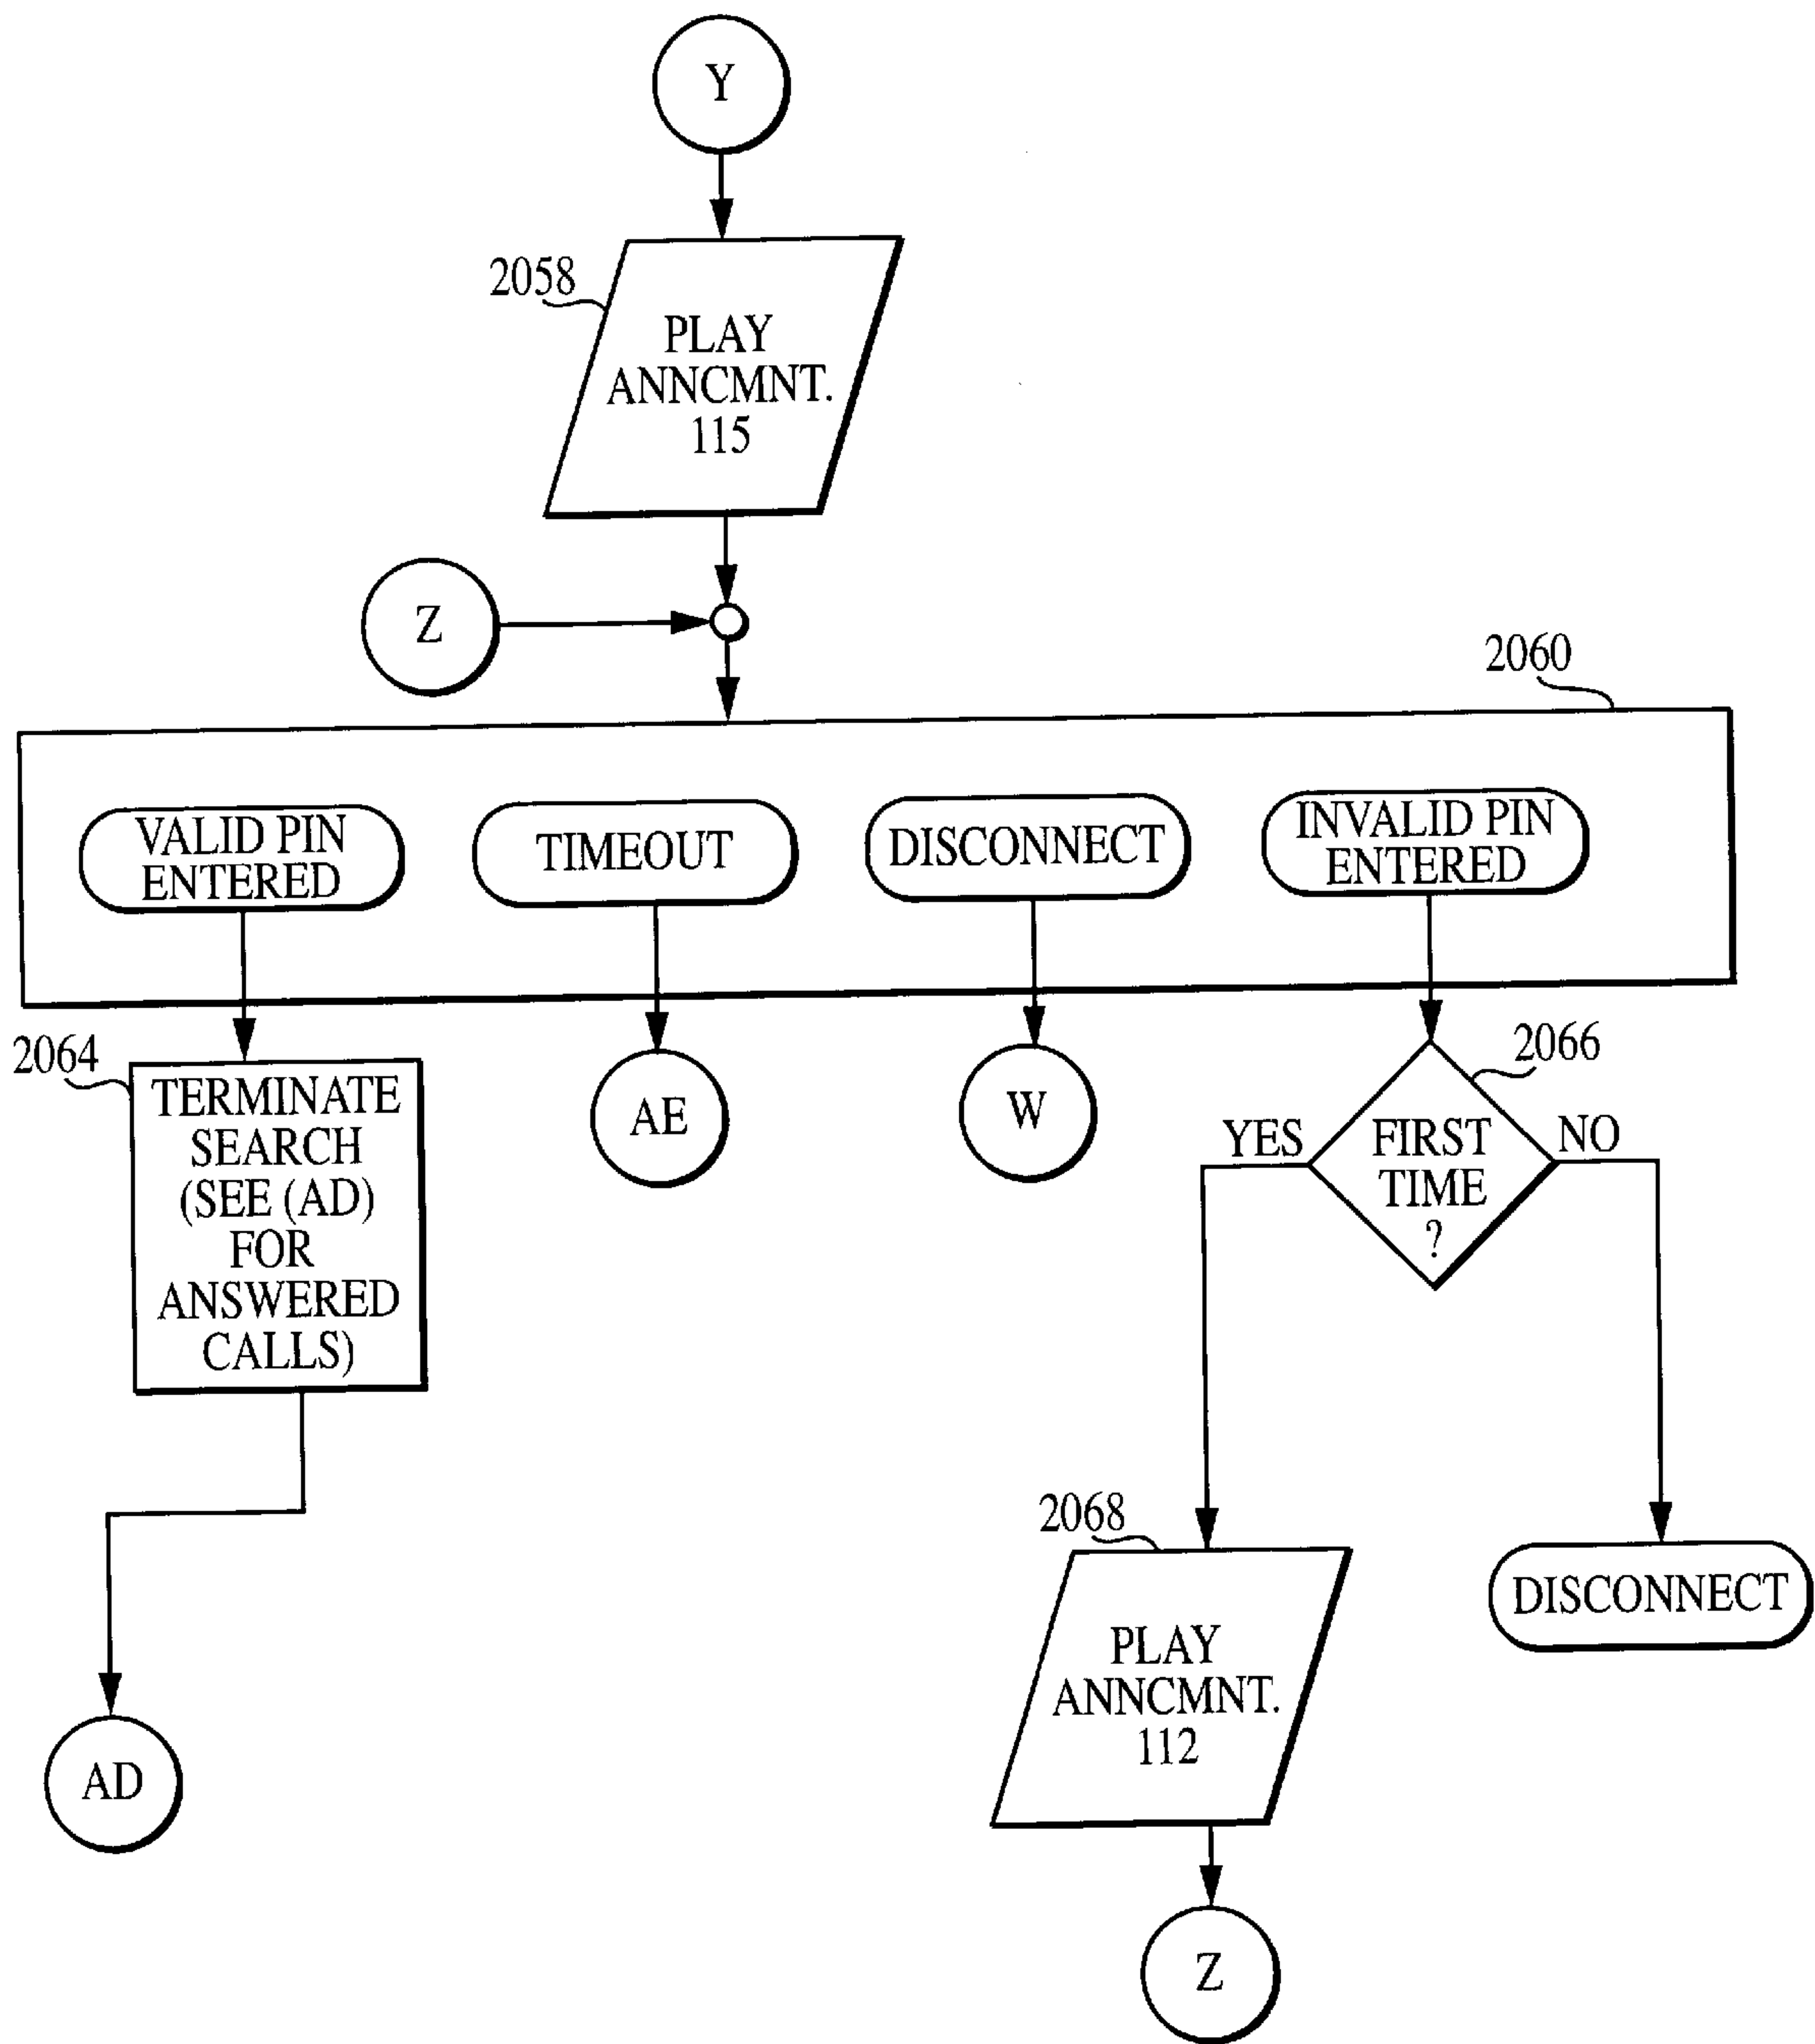 Y
2058
PLAY
ANNCMNT.
115
Z
2060
VALID PIN
ENTERED
TIMEOUT
DISCONNECT
INVALID PIN
ENTERED
2064
TERMINATE
SEARCH
(SEE (AD)
FOR
ANSWERED
CALLS)
AE
W
2066
YES
FIRST
TIME
?
NO
2068
PLAY
ANNCMNT.
112
DISCONNECT
AD
Z